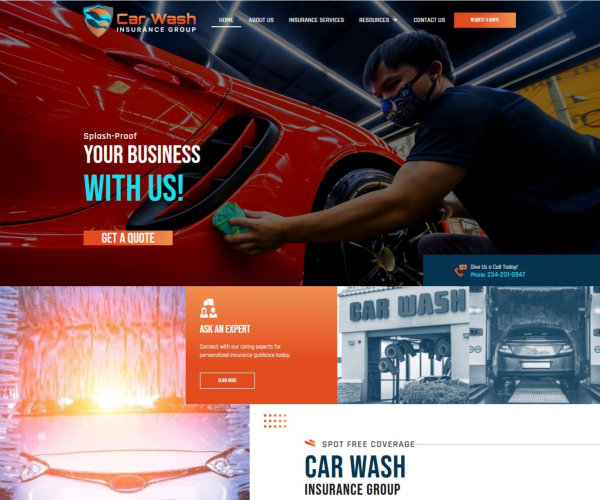 Car Wash
INSURANCE GROUP
HOME ABOUT US INSURANCE SERVICES RESOURCES CONTACT US REQUEST A QUOTE
Splash-Proof
YOUR BUSINESS
WITH US!
GET A QUOTE
Give Us a Call Today!
Phone: 234-231-9947
ASK AN EXPERT
Connect with our caring experts for
personalized insurance guidance today.
CLICK HERE
CAR WASH
SPOT FREE COVERAGE
CAR WASH
INSURANCE GROUP